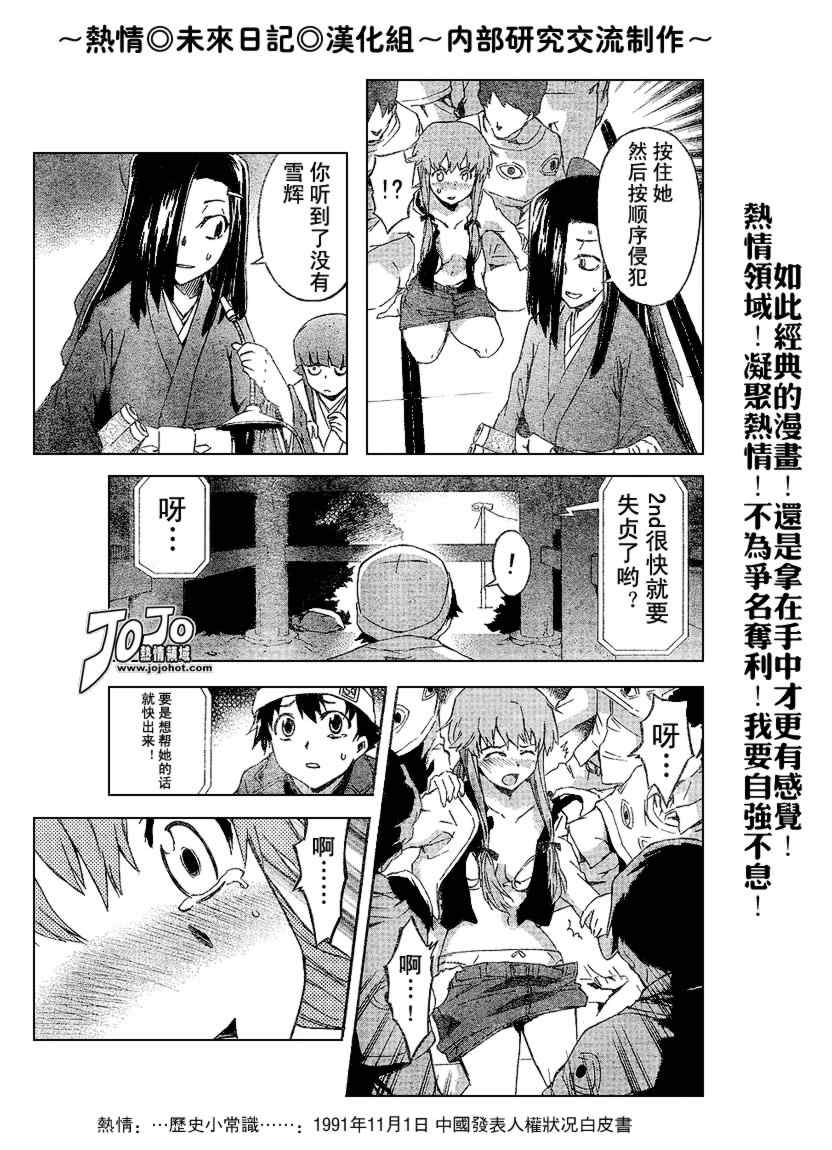 ～熱情◎未來日記◎漢化組～内部研究交流制作～
按住她
然后按顺序侵犯
!?
你听到了没有
雪辉
2nd很快就要
失贞了哟?
!
呀…
JOJO
熱情領域
www.jojohot.com
呀…
啊……
要是想帮她的话
就快出来!
啊……
如此經典的漫畫!還是拿在手中才更有感覺!
熱情領域!凝聚熱情!不為爭名奪利!我要自強不息!
熱情：…歷史小常識……：1991年11月1日 中國發表人權狀況白皮書